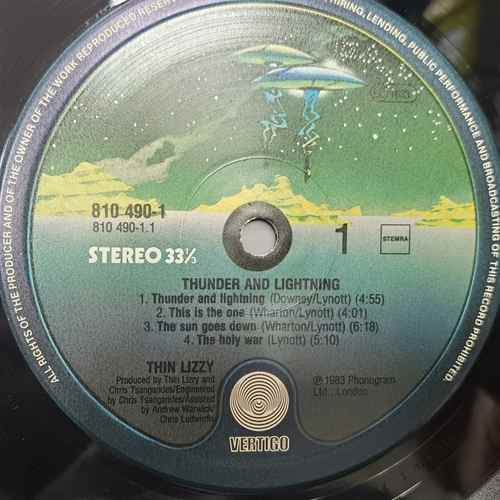 ALL RIGHTS OF THE PRODUCER AND OF THE OWNER OF THE WORK REPRODUCED RESERVED
HIRING, LENDING, PUBLIC PERFORMANCE AND BROADCASTING OF THIS RECORD PROHIBITED.
810 490-1
810 490-1.1
STEREO 33⅓
1
STEMRA
THUNDER AND LIGHTNING
1. Thunder and lightning (Downey/Lynott) (4:55)
2. This is the one (Wharton/Lynott) (4:01)
3. The sun goes down (Wharton/Lynott) (6:18)
4. The holy war (Lynott) (5:10)
THIN LIZZY
Produced by Thin Lizzy and
Chris Tsangarides/Engineered
by Chris Tsangarides/Assisted
by Andrew Warwick/
Chris Ludwinski
℗ 1983 Phonogram
Ltd., London
VERTIGO